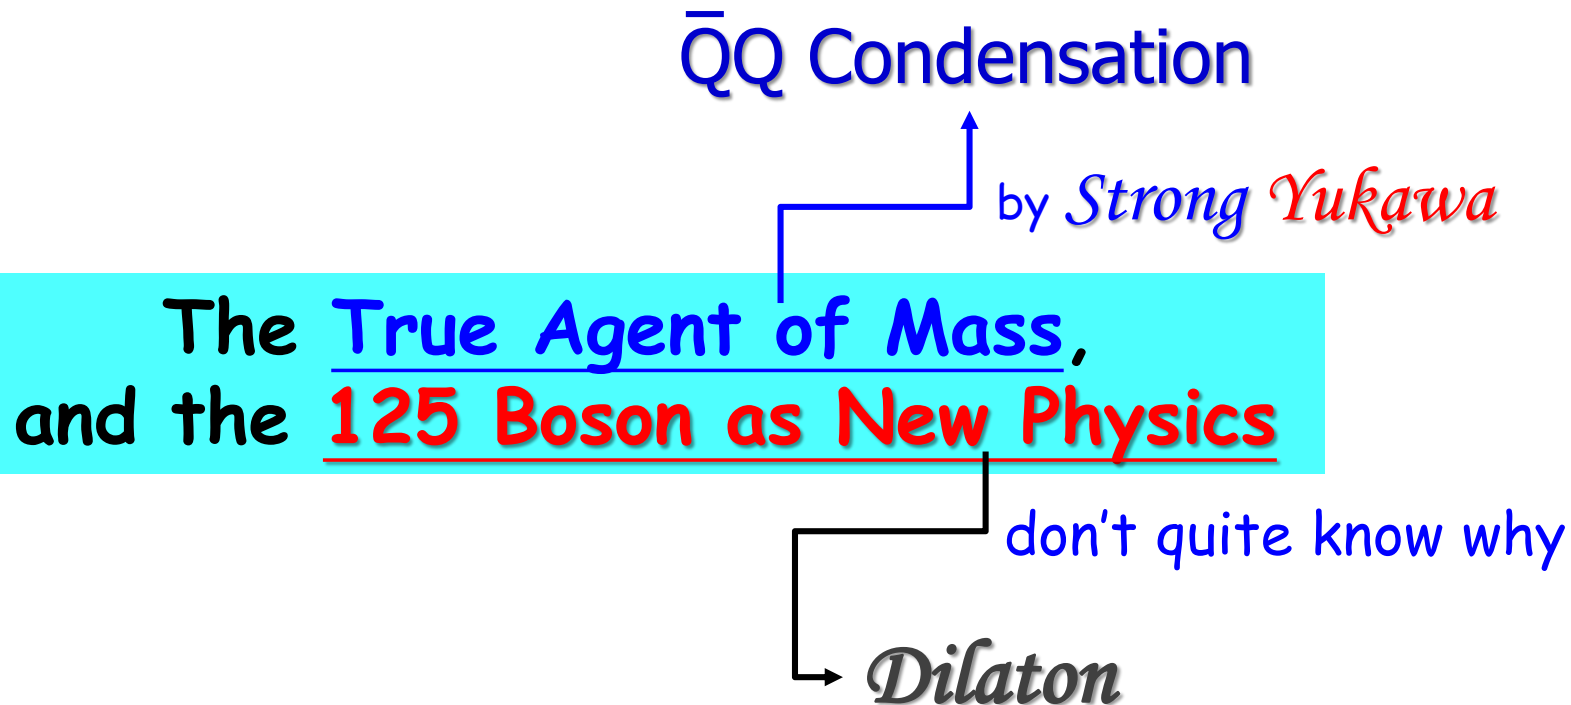 Q̅Q Condensation
by Strong Yukawa
The True Agent of Mass,
and the 125 Boson as New Physics
don’t quite know why
Dilaton